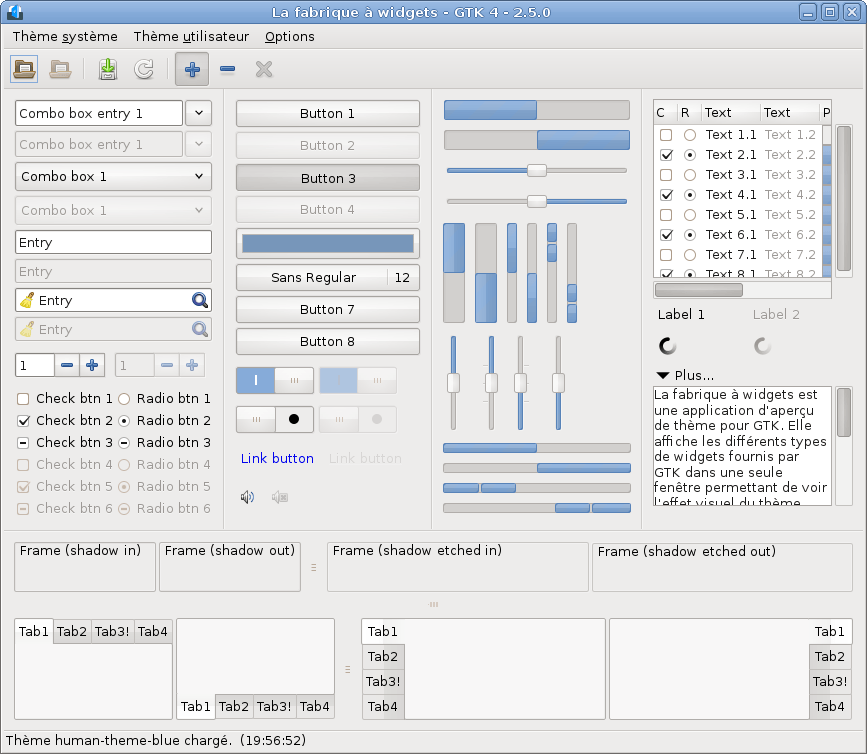 La fabrique à widgets - GTK 4 - 2.5.0
Thème système Thème utilisateur Options
Combo box entry 1
Combo box entry 1
Combo box 1
Combo box 1
Entry
Entry
Entry
Entry
1 1
Check btn 1 Radio btn 1
Check btn 2 Radio btn 2
Check btn 3 Radio btn 3
Check btn 4 Radio btn 4
Check btn 5 Radio btn 5
Check btn 6 Radio btn 6
Button 1
Button 2
Button 3
Button 4
Sans Regular 12
Button 7
Button 8
Link button Link button
C R Text Text P
Text 1.1 Text 1.2
Text 2.1 Text 2.2
Text 3.1 Text 3.2
Text 4.1 Text 4.2
Text 5.1 Text 5.2
Text 6.1 Text 6.2
Text 7.1 Text 7.2
Text 8.1 Text 8.2
Label 1 Label 2
Plus...
La fabrique à widgets est
une application d'aperçu
de thème pour GTK. Elle
affiche les différents types
de widgets fournis par
GTK dans une seule
fenêtre permettant de voir
l'effet visuel du thème
Frame (shadow in) Frame (shadow out) Frame (shadow etched in) Frame (shadow etched out)
Tab1 Tab2 Tab3! Tab4
Tab1 Tab2 Tab3! Tab4
Tab1
Tab2
Tab3!
Tab4
Tab1
Tab2
Tab3!
Tab4
Thème human-theme-blue chargé. (19:56:52)